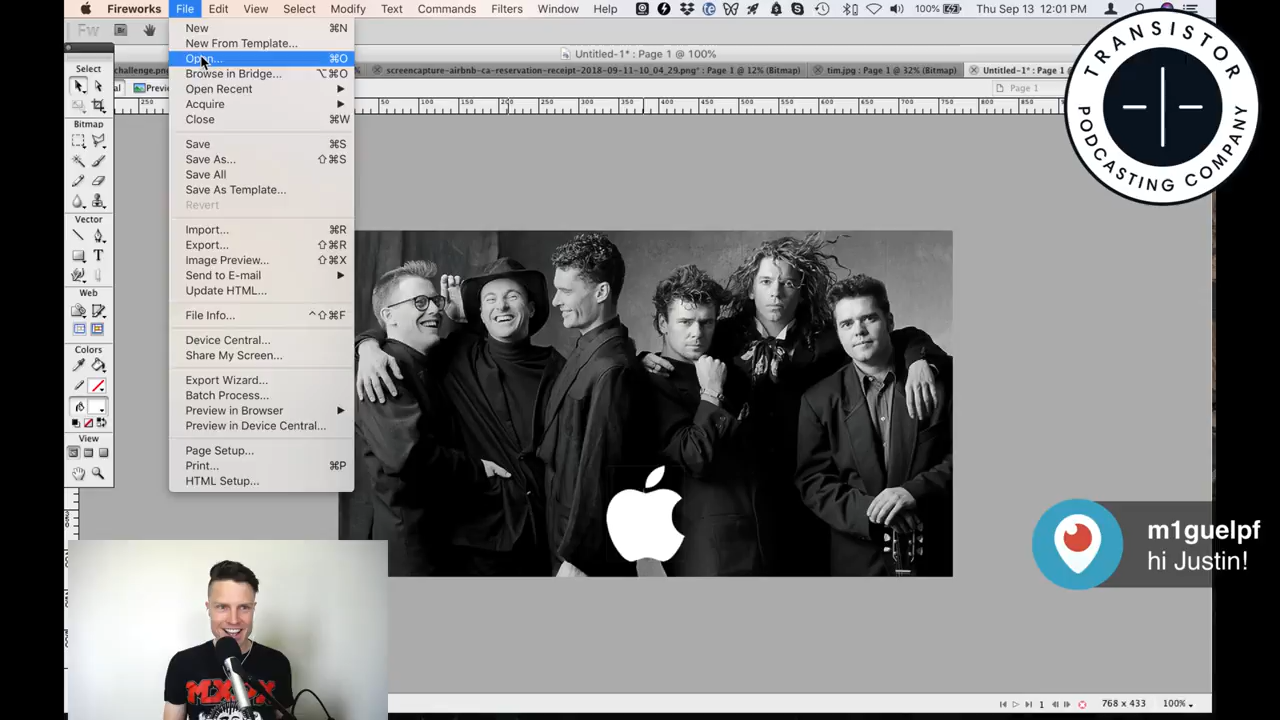 Fireworks File Edit View Select Modify Text Commands Filters Window Help 100% Thu Sep 13 12:01 PM
Fw
Untitled-1* : Page 1 @ 100%
challenge.png
screencapture-airbnb-ca-reservation-receipt-2018-09-11-10_04_29.png* : Page 1 @ 12% (Bitmap)
tim.jpg : Page 1 @ 32% (Bitmap)
Untitled-1* : Page 1 @
Page 1
New ⌘N
New From Template...
Open... ⌘O
Browse in Bridge... ⌥⌘O
Open Recent
Acquire
Close ⌘W
Save ⌘S
Save As... ⇧⌘S
Save All
Save As Template...
Revert
Import... ⌘R
Export... ⇧⌘R
Image Preview... ⇧⌘X
Send to E-mail
Update HTML...
File Info... ^⇧⌘F
Device Central...
Share My Screen...
Export Wizard...
Batch Process...
Preview in Browser
Preview in Device Central...
Page Setup...
Print... ⌘P
HTML Setup...
Select
Bitmap
Vector
Web
Colors
View
TRANSISTOR
PODCASTING COMPANY
m1guelpf
hi Justin!
MXPX
1 768 x 433 100%